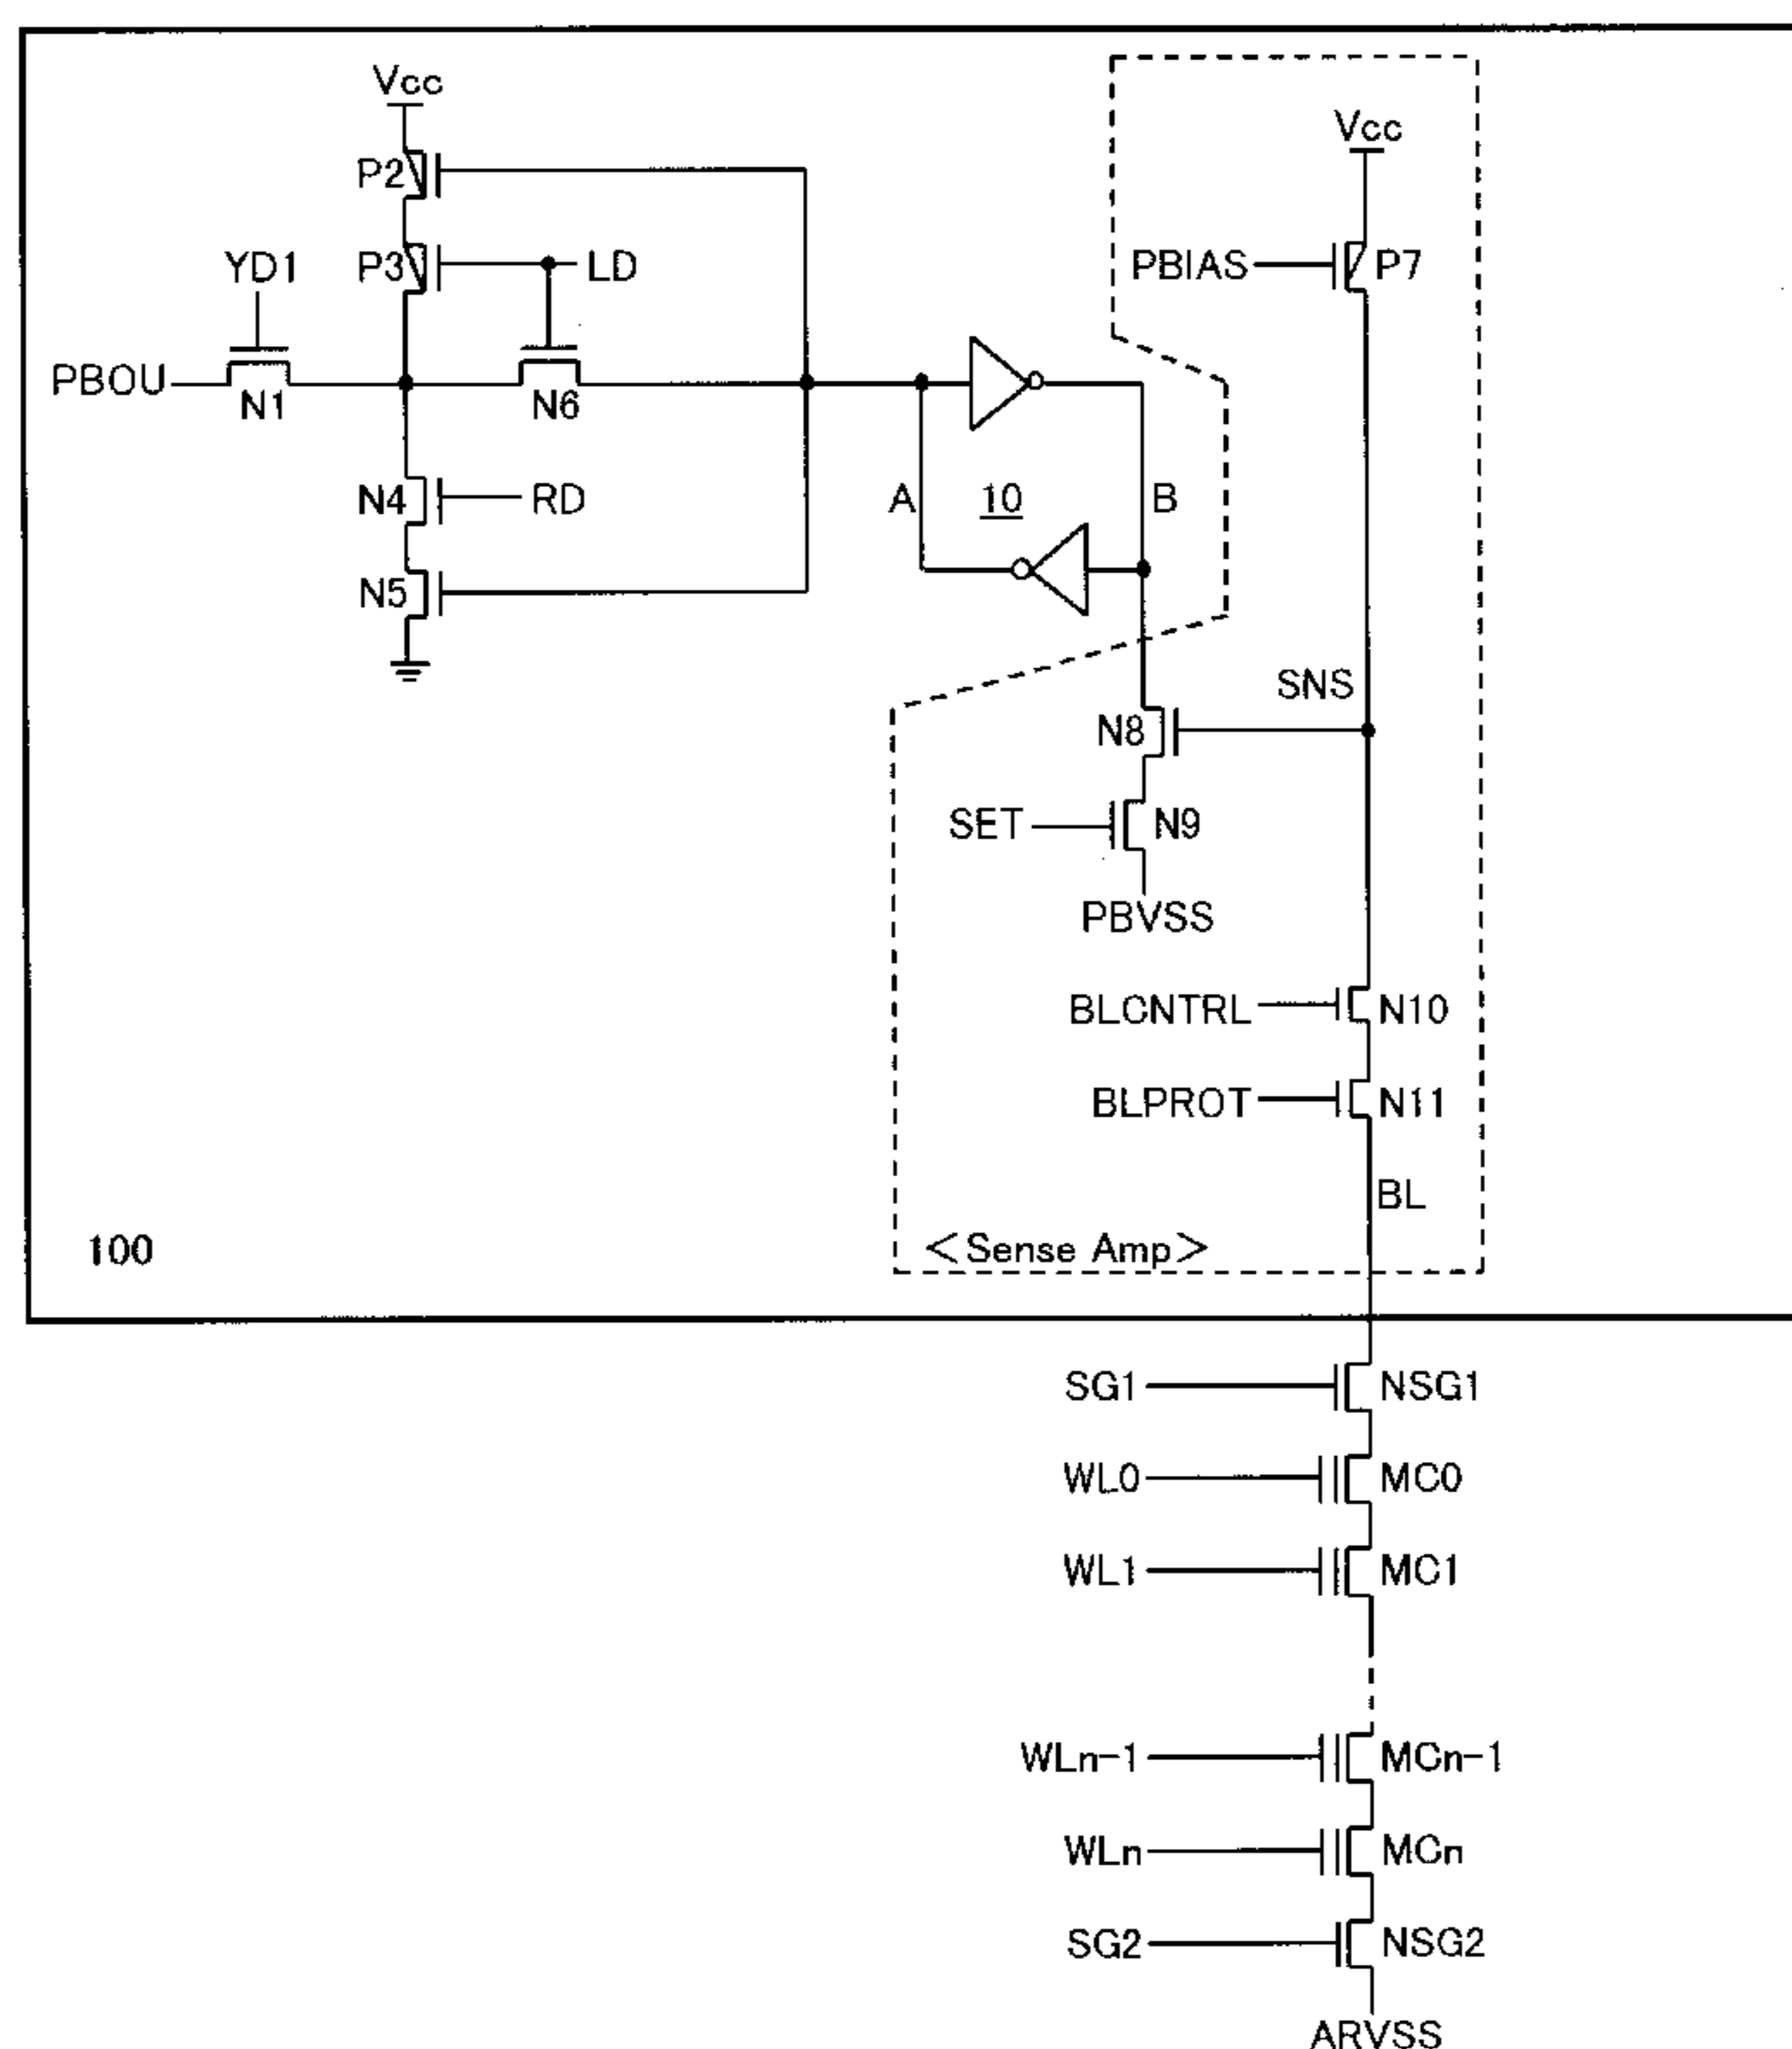 Vcc
Vcc
P2
YD1
P3
LD
PBIAS
P7
PBOU
N1
N6
N4
RD
A
10
B
N5
SNS
N8
SET
N9
PBVSS
BLCNTRL
N10
BLPROT
N11
BL
100
<Sense Amp>
SG1
NSG1
WL0
MC0
WL1
MC1
WLn-1
MCn-1
WLn
MCn
SG2
NSG2
ARVSS